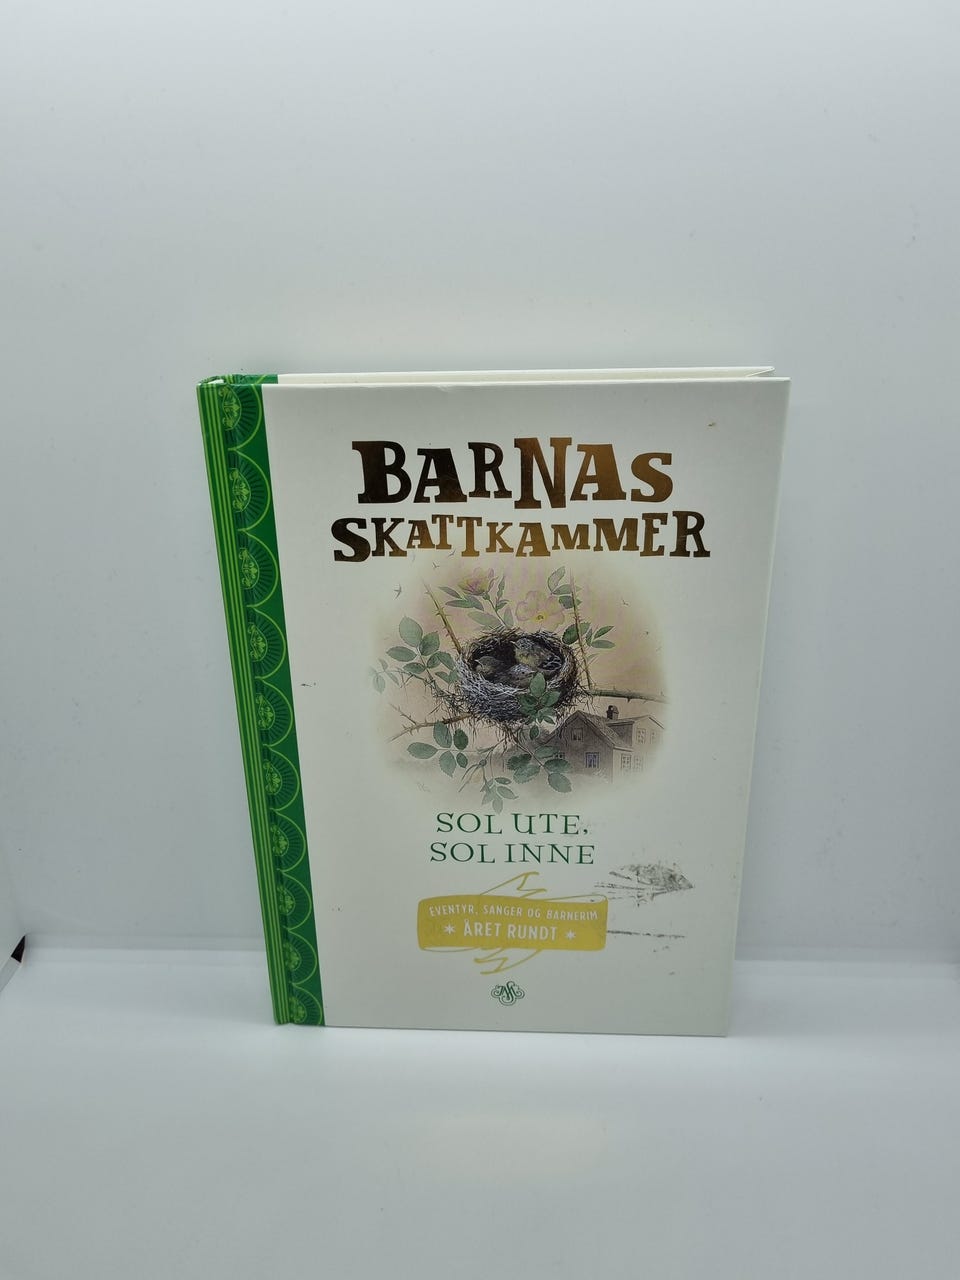 BARNAS
SKATTKAMMER
SOL UTE,
SOL INNE
EVENTYR, SANGER OG BARNERIM
* ÅRET RUNDT *